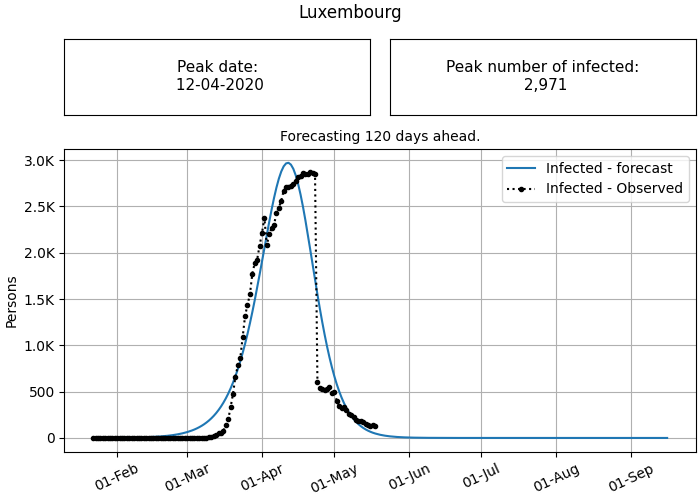 Luxembourg
Peak date:
12-04-2020
Peak number of infected:
2,971
Forecasting 120 days ahead.
3.0K
2.5K
2.0K
1.5K
1.0K
500
0
Persons
Infected - forecast
Infected - Observed
01-Feb
01-Mar
01-Apr
01-May
01-Jun
01-Jul
01-Aug
01-Sep